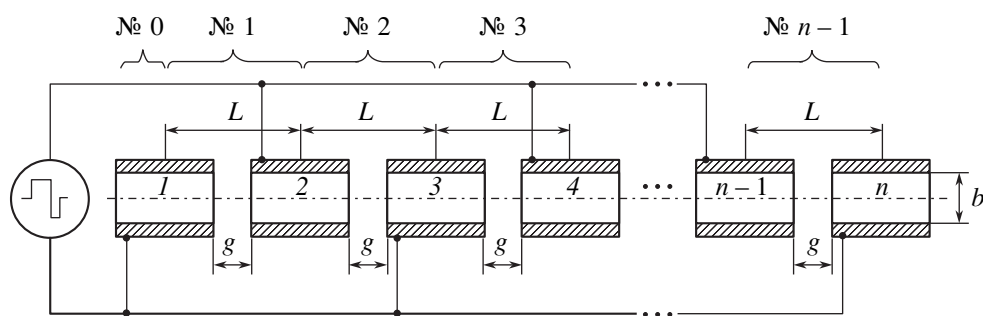 № 0 № 1 № 2 № 3 № n – 1
L L L L
1 2 3 4 n – 1 n
b
g g g g